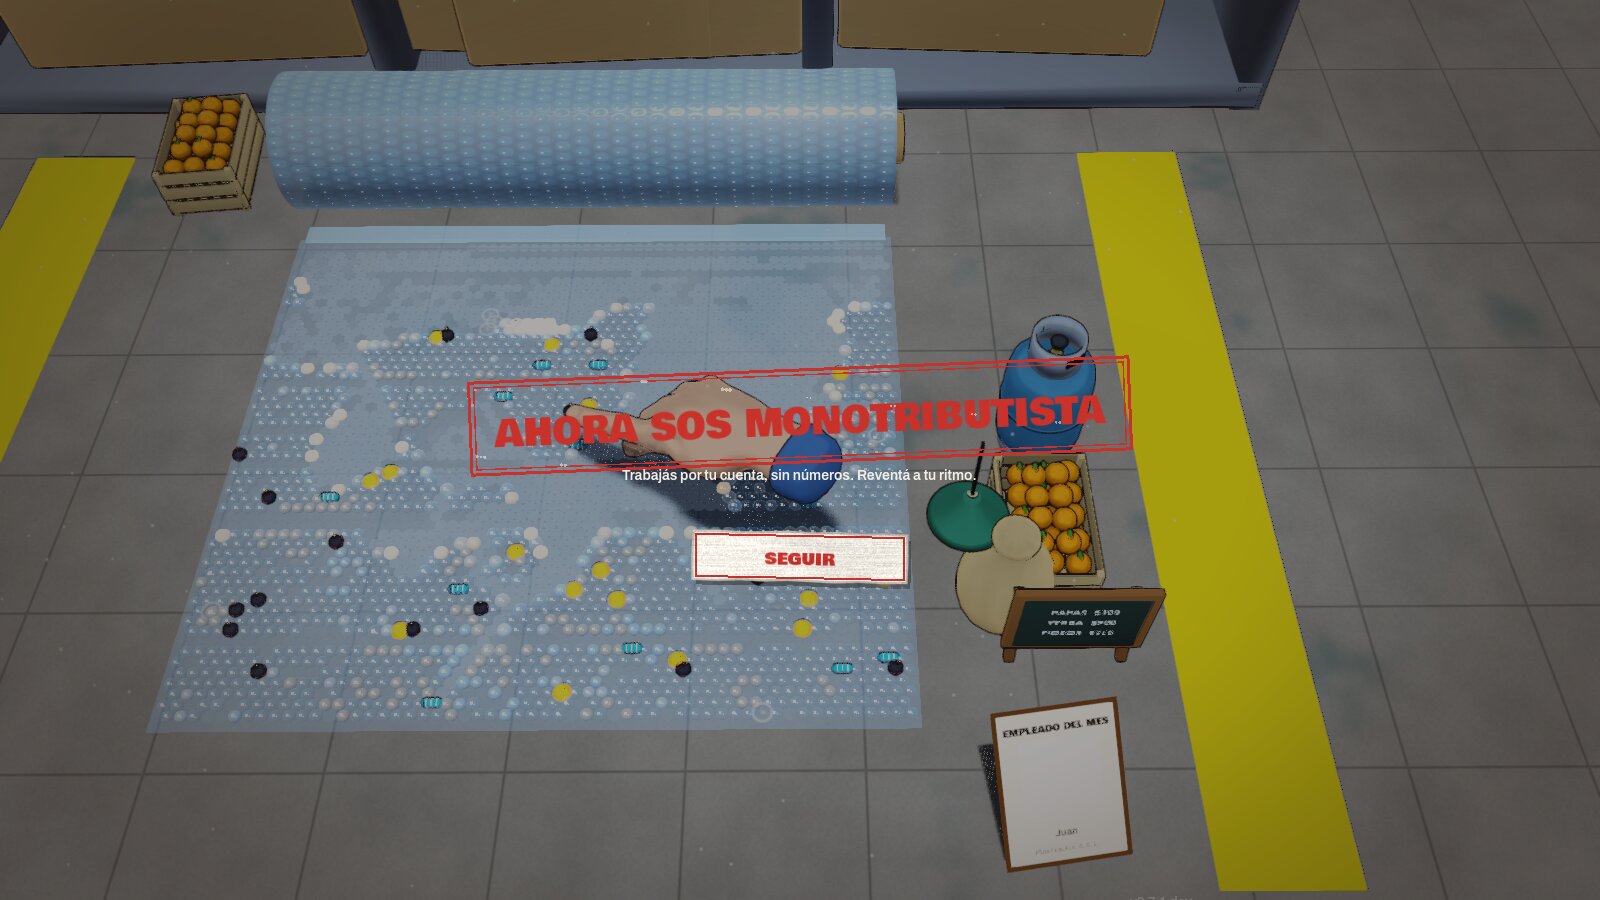 AHORA SOS MONOTRIBUTISTA
Trabajás por tu cuenta, sin números. Reventá a tu ritmo.
SEGUIR
EMPLEADO DEL MES
Juan